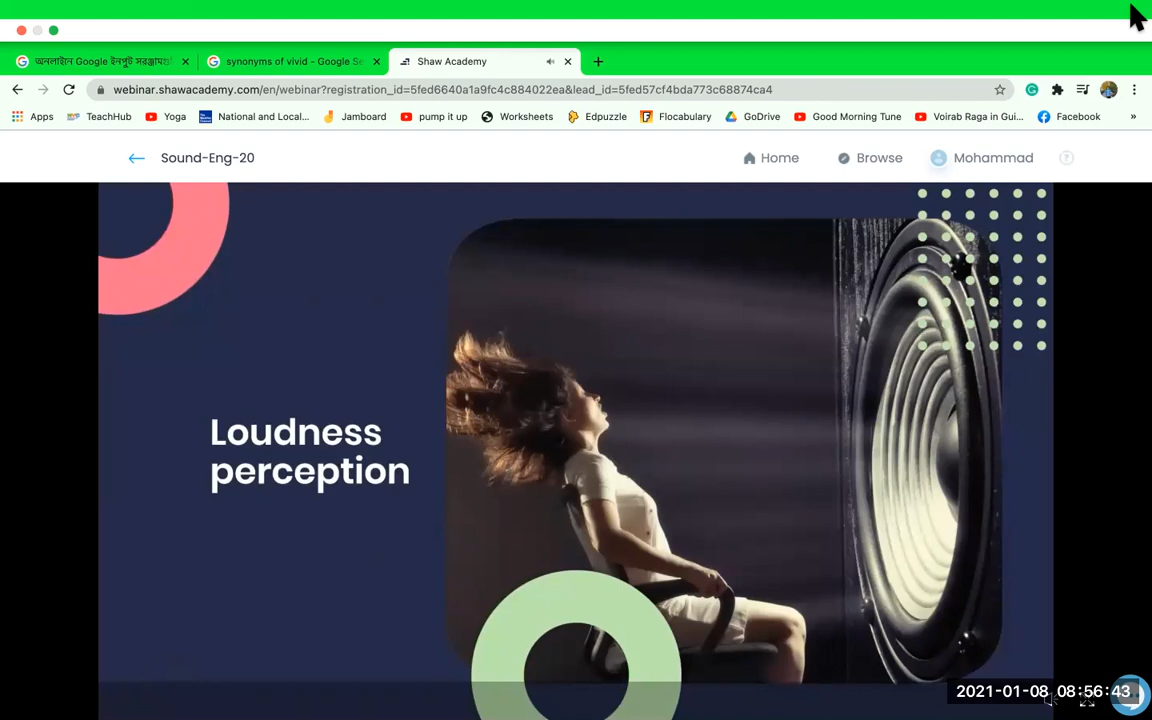 অনলাইনে Google ইনপুট সরঞ্জামগু
synonyms of vivid - Google Se
Shaw Academy
webinar.shawacademy.com/en/webinar?registration_id=5fed6640a1a9fc4c884022ea&lead_id=5fed57cf4bda773c68874ca4
Apps
TeachHub
Yoga
National and Local...
Jamboard
pump it up
Worksheets
Edpuzzle
Flocabulary
GoDrive
Good Morning Tune
Voirab Raga in Gui...
Facebook
»
Sound-Eng-20
Home
Browse
Mohammad
?
Loudness
perception
2021-01-08 08:56:43